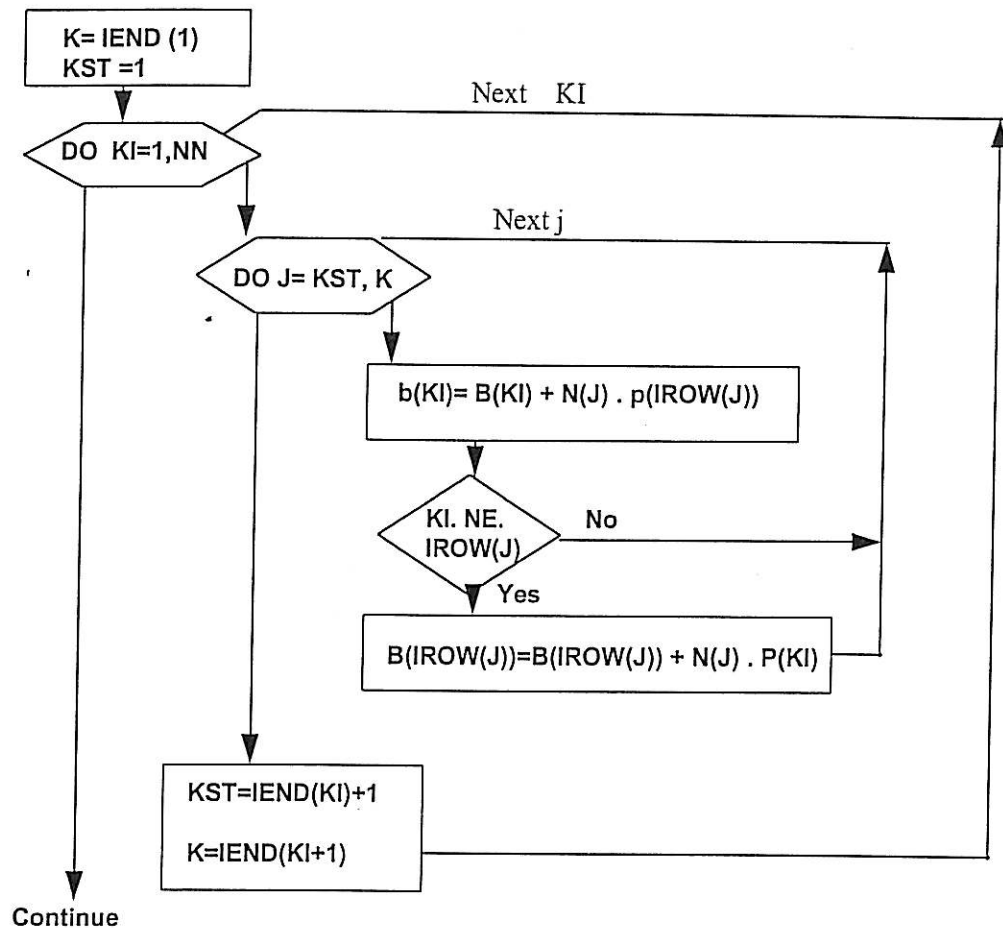 K= IEND (1)
KST =1
Next KI
DO KI=1,NN
Next j
DO J= KST, K
b(KI)= B(KI) + N(J) . p(IROW(J))
KI. NE.
IROW(J)
No
Yes
B(IROW(J))=B(IROW(J)) + N(J) . P(KI)
KST=IEND(KI)+1
K=IEND(KI+1)
Continue